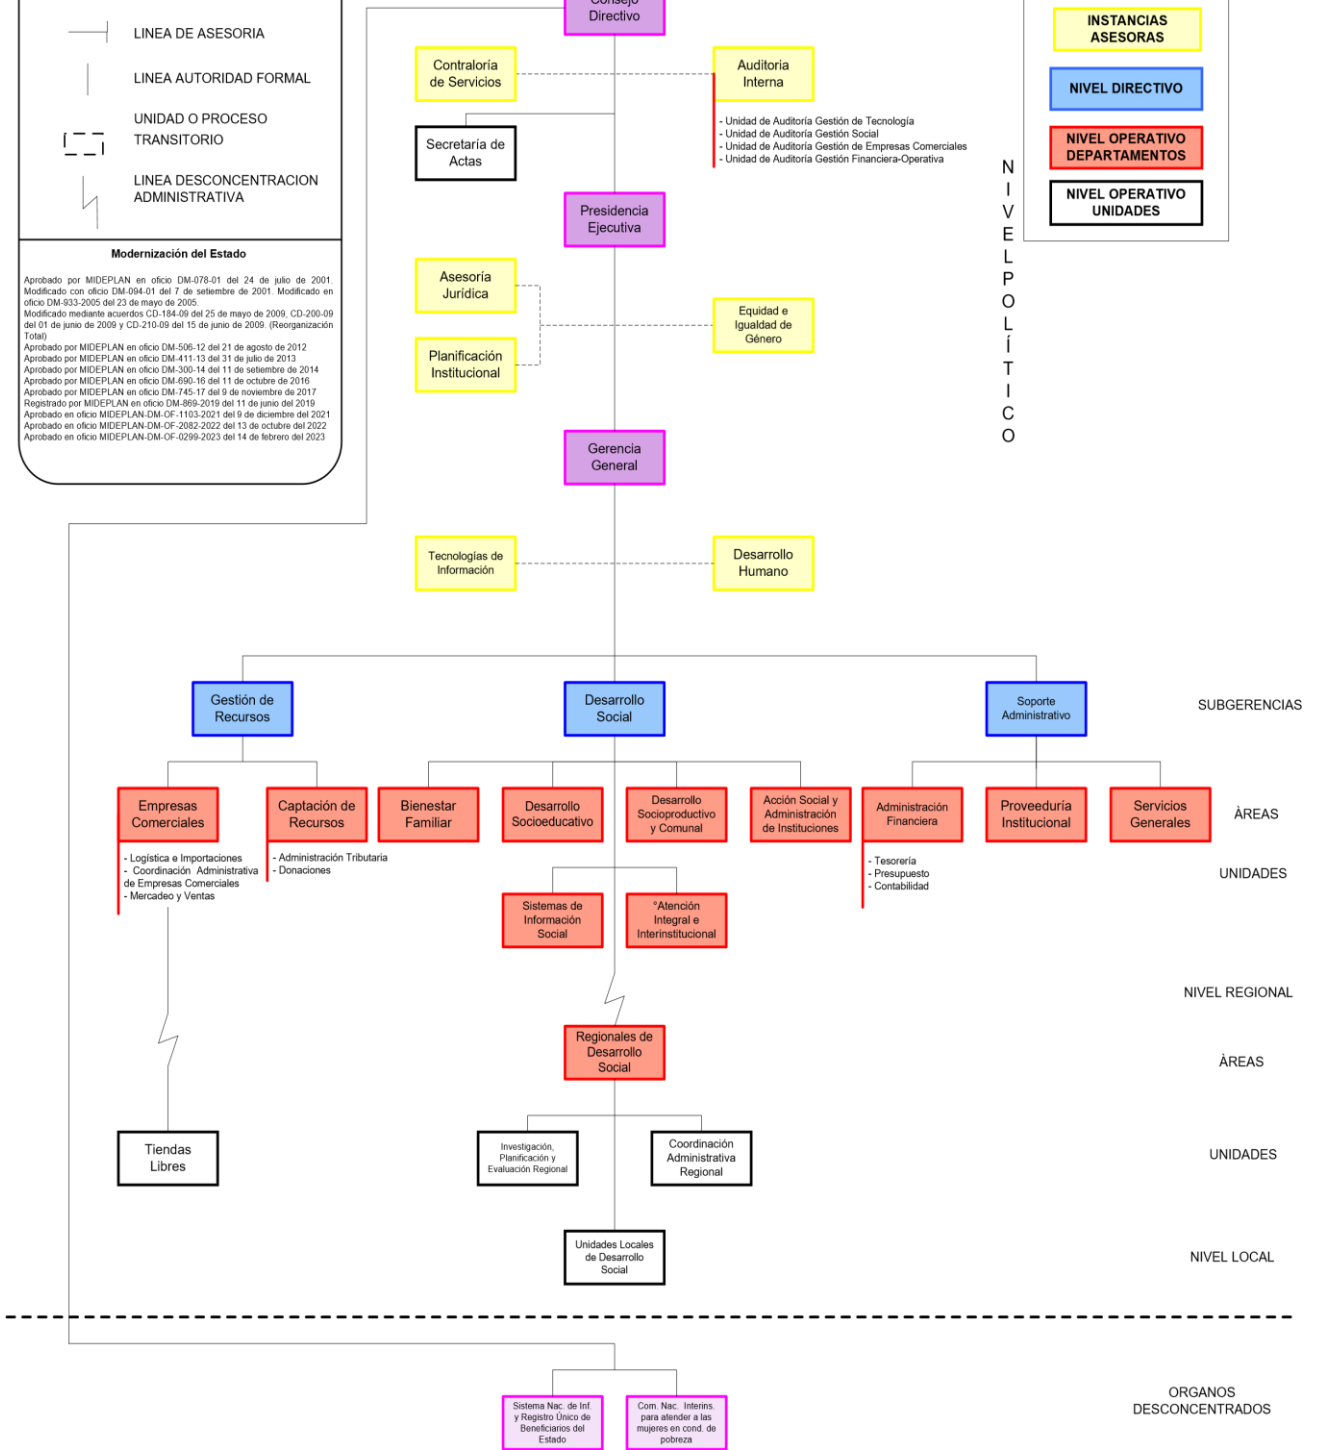 LINEA DE ASESORIA
LINEA AUTORIDAD FORMAL
UNIDAD O PROCESO
TRANSITORIO
LINEA DESCONCENTRACION
ADMINISTRATIVA
Modernización del Estado
Aprobado por MIDEPLAN en oficio DM-078-01 del 24 de julio de 2001.
Modificado con oficio DM-094-01 del 7 de setiembre de 2001. Modificado en
oficio DM-933-2005 del 23 de mayo de 2005.
Modificado mediante acuerdos CD-184-09 del 25 de mayo de 2009, CD-200-09
del 01 de junio de 2009 y CD-210-09 del 15 de junio de 2009. (Reorganización
Total)
Aprobado por MIDEPLAN en oficio DM-506-12 del 21 de agosto de 2012
Aprobado por MIDEPLAN en oficio DM-411-13 del 31 de julio de 2013
Aprobado por MIDEPLAN en oficio DM-300-14 del 11 de setiembre de 2014
Aprobado por MIDEPLAN en oficio DM-690-16 del 11 de octubre de 2016
Aprobado por MIDEPLAN en oficio DM-745-17 del 9 de noviembre de 2017
Registrado por MIDEPLAN en oficio DM-869-2019 del 11 de junio del 2019
Aprobado en oficio MIDEPLAN-DM-OF-1103-2021 del 9 de diciembre del 2021
Aprobado en oficio MIDEPLAN-DM-OF-2082-2022 del 13 de octubre del 2022
Aprobado en oficio MIDEPLAN-DM-OF-0299-2023 del 14 de febrero del 2023
Consejo
Directivo
Contraloría
de Servicios
Auditoria
Interna
- Unidad de Auditoría Gestión de Tecnología
- Unidad de Auditoría Gestión Social
- Unidad de Auditoría Gestión de Empresas Comerciales
- Unidad de Auditoría Gestión Financiera-Operativa
Secretaría de
Actas
Presidencia
Ejecutiva
Asesoría
Jurídica
Planificación
Institucional
Equidad e
Igualdad de
Género
Gerencia
General
Tecnologías de
Información
Desarrollo
Humano
INSTANCIAS
ASESORAS
NIVEL DIRECTIVO
NIVEL OPERATIVO
DEPARTAMENTOS
NIVEL OPERATIVO
UNIDADES
N
I
V
E
L
P
O
L
Í
T
I
C
O
Gestión de
Recursos
Desarrollo
Social
Soporte
Administrativo
SUBGERENCIAS
Empresas
Comerciales
Captación de
Recursos
Bienestar
Familiar
Desarrollo
Socioeducativo
Desarrollo
Socioproductivo
y Comunal
Acción Social y
Administración
de Instituciones
Administración
Financiera
Proveeduría
Institucional
Servicios
Generales
ÀREAS
- Logística e Importaciones
- Coordinación Administrativa
de Empresas Comerciales
- Mercadeo y Ventas
- Administración Tributaria
- Donaciones
- Tesorería
- Presupuesto
- Contabilidad
UNIDADES
Sistemas de
Información
Social
°Atención
Integral e
Interinstitucional
NIVEL REGIONAL
Regionales de
Desarrollo
Social
ÀREAS
Tiendas
Libres
Investigación,
Planificación y
Evaluación Regional
Coordinación
Administrativa
Regional
UNIDADES
Unidades Locales
de Desarrollo
Social
NIVEL LOCAL
Sistema Nac. de Inf.
y Registro Único de
Beneficiarios del
Estado
Com. Nac. Interins.
para atender a las
mujeres en cond. de
pobreza
ORGANOS
DESCONCENTRADOS